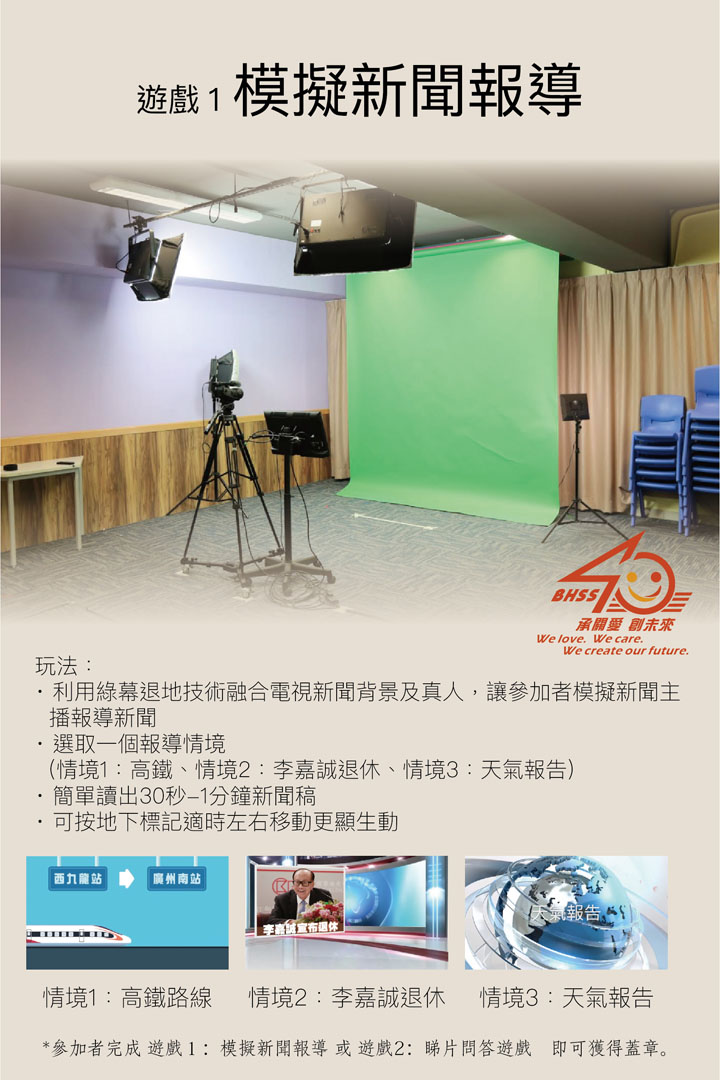 遊戲 1 模擬新聞報導
BHSS 40
承關愛 創未來
We love. We care.
We create our future.
玩法：
・利用綠幕退地技術融合電視新聞背景及真人，讓參加者模擬新聞主
播報導新聞
・選取一個報導情境
(情境1：高鐵、情境2：李嘉誠退休、情境3：天氣報告)
・簡單讀出30秒–1分鐘新聞稿
・可按地下標記適時左右移動更顯生動
西九龍站 廣州南站
李嘉誠宣布退休
天氣報告
情境1：高鐵路線 情境2：李嘉誠退休 情境3：天氣報告
*參加者完成 遊戲 1：模擬新聞報導 或 遊戲2：睇片問答遊戲 即可獲得蓋章。